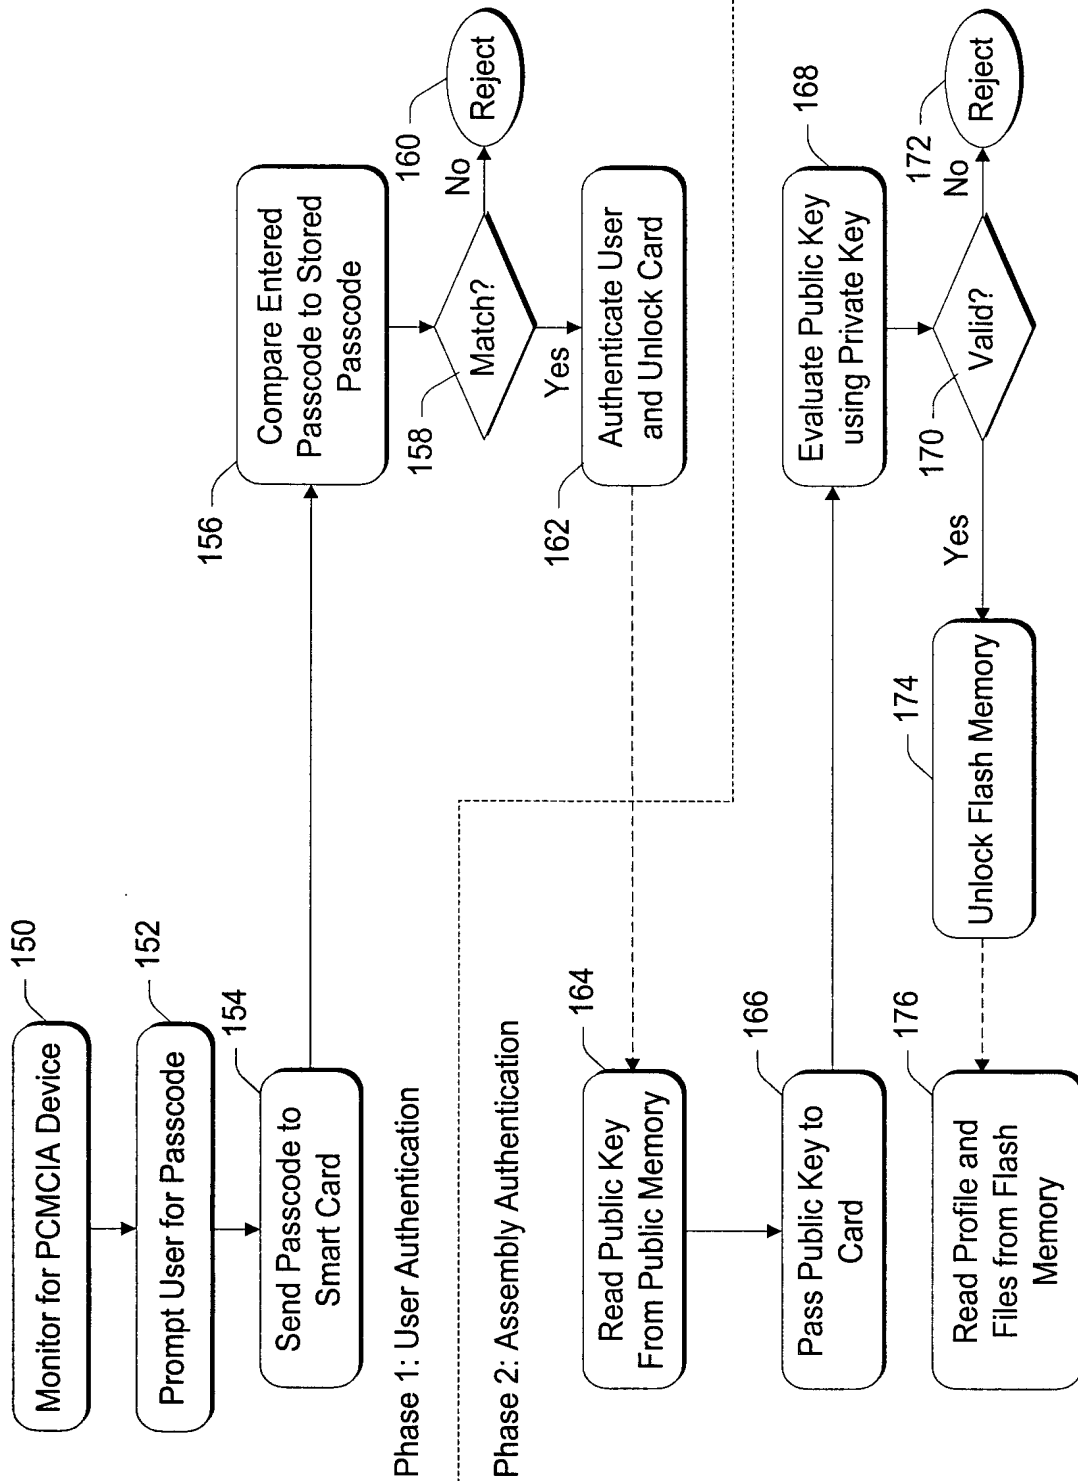 150
Monitor for PCMCIA Device
152
Prompt User for Passcode
154
Send Passcode to
Smart Card
156
Compare Entered
Passcode to Stored
Passcode
158
Match?
No
160
Reject
Yes
162
Authenticate User
and Unlock Card
Phase 1: User Authentication
Phase 2: Assembly Authentication
164
Read Public Key
From Public Memory
166
Pass Public Key to
Card
168
Evaluate Public Key
using Private Key
170
Valid?
No
172
Reject
Yes
174
Unlock Flash Memory
176
Read Profile and
Files from Flash
Memory